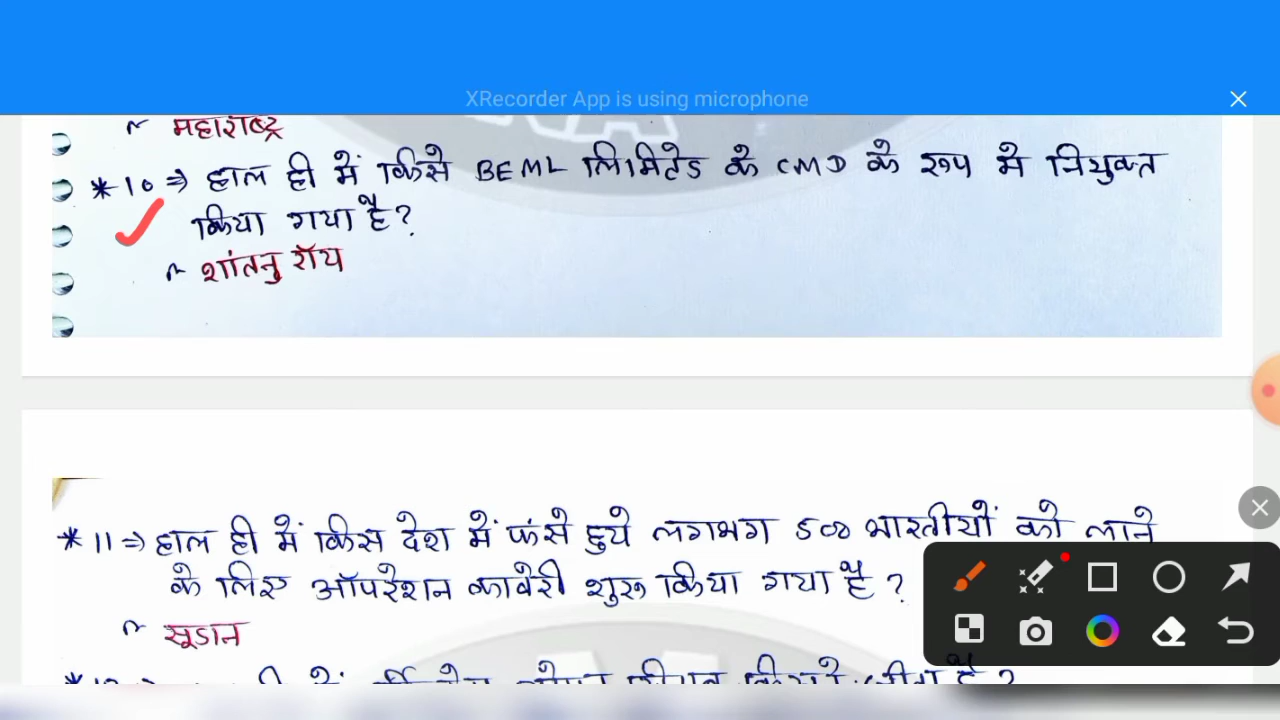 XRecorder App is using microphone
~ महाराष्ट्र
*10 ⇒ हाल ही में किसे BEML लिमिटेड के CMD के रूप मे नियुक्त
किया गया है?
~ शांतनु रॉय
*11 ⇒ हाल ही में किस देश में फंसे हुये लगभग 500 भारतीयों को लाने
के लिए ऑपरेशन कावेरी शुरू किया गया है ?
~ सूडान
ही में